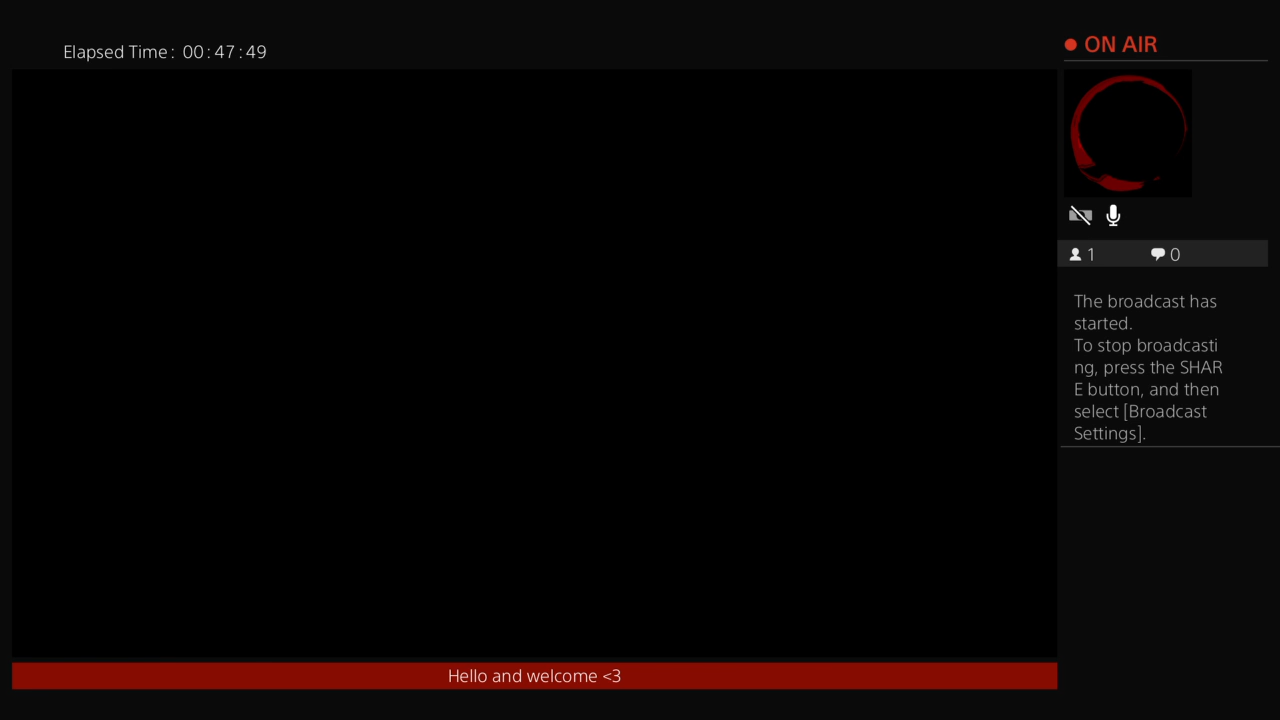 Elapsed Time: 00:47:49
ON AIR
1 0
The broadcast has
started.
To stop broadcasti
ng, press the SHAR
E button, and then
select [Broadcast
Settings].
Hello and welcome <3